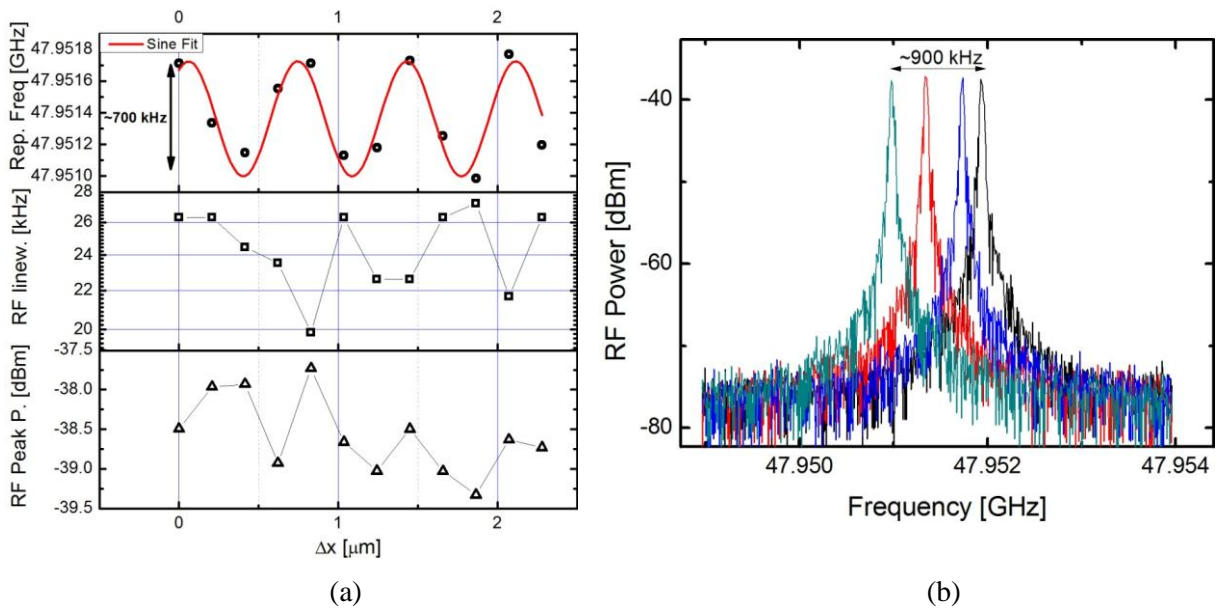 0 1 2
Sine Fit
Rep. Freq [GHz]
47.9518
47.9516
47.9514
47.9512
47.9510
~700 kHz
RF linew. [kHz]
28
26
24
22
20
RF Peak P. [dBm]
-37.5
-38.0
-38.5
-39.0
-39.5
0 1 2
Δx [μm]
(a)
RF Power [dBm]
-40
-60
-80
~900 kHz
47.950 47.952 47.954
Frequency [GHz]
(b)